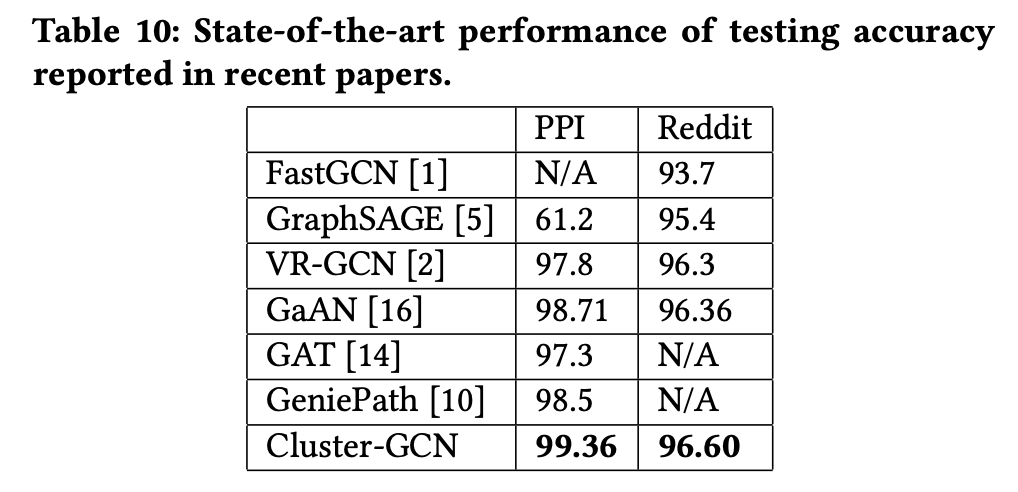 Table 10: State-of-the-art performance of testing accuracy
reported in recent papers.
PPI Reddit
FastGCN [1] N/A 93.7
GraphSAGE [5] 61.2 95.4
VR-GCN [2] 97.8 96.3
GaAN [16] 98.71 96.36
GAT [14] 97.3 N/A
GeniePath [10] 98.5 N/A
Cluster-GCN 99.36 96.60